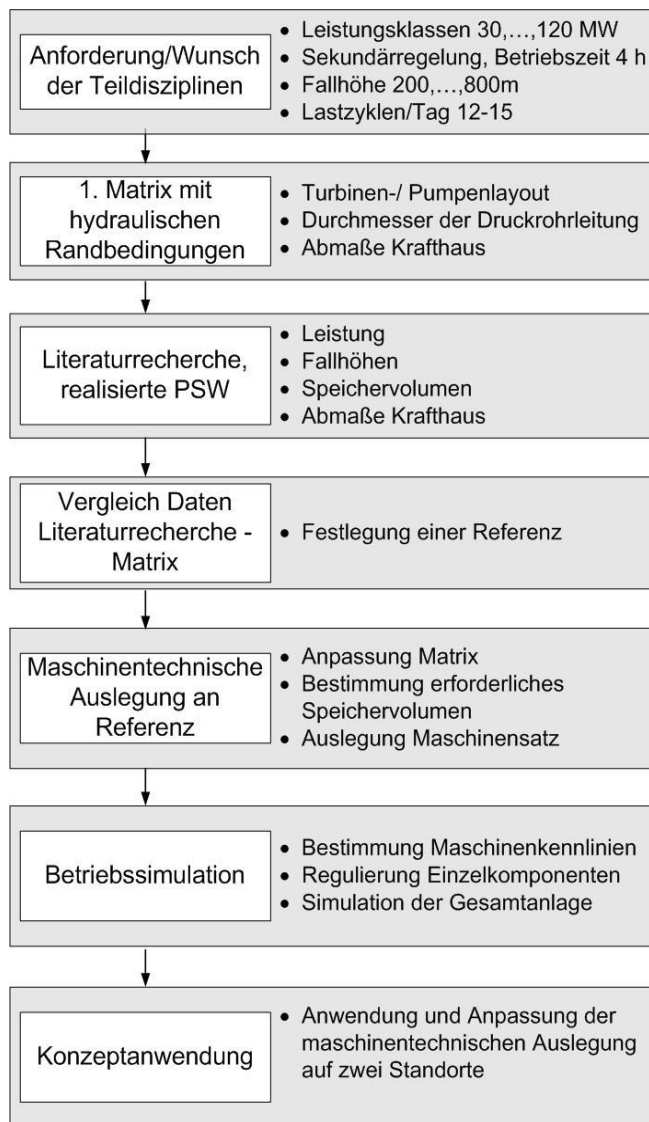 Anforderung/Wunsch
der Teildisziplinen
• Leistungsklassen 30,…,120 MW
• Sekundärregelung, Betriebszeit 4 h
• Fallhöhe 200,…,800m
• Lastzyklen/Tag 12-15
1. Matrix mit
hydraulischen
Randbedingungen
• Turbinen-/ Pumpenlayout
• Durchmesser der Druckrohrleitung
• Abmaße Krafthaus
Literaturrecherche,
realisierte PSW
• Leistung
• Fallhöhen
• Speichervolumen
• Abmaße Krafthaus
Vergleich Daten
Literaturrecherche -
Matrix
• Festlegung einer Referenz
Maschinentechnische
Auslegung an
Referenz
• Anpassung Matrix
• Bestimmung erforderliches
Speichervolumen
• Auslegung Maschinensatz
Betriebssimulation
• Bestimmung Maschinenkennlinien
• Regulierung Einzelkomponenten
• Simulation der Gesamtanlage
Konzeptanwendung
• Anwendung und Anpassung der
maschinentechnischen Auslegung
auf zwei Standorte